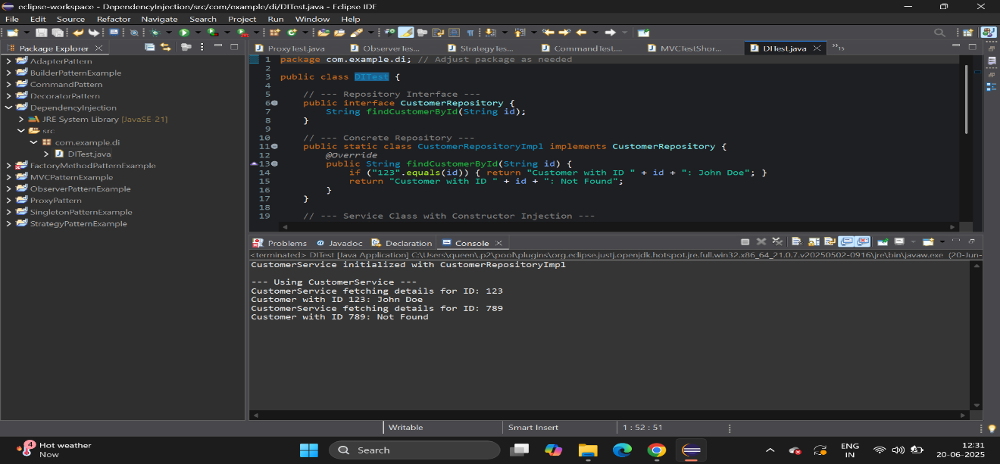 eclipse-workspace - DependencyInjection/src/com/example/di/DITest.java - Eclipse IDE
File Edit Source Refactor Navigate Search Project Run Window Help
Package Explorer
AdapterPattern
BuilderPatternExample
CommandPattern
DecoratorPattern
DependencyInjection
JRE System Library [JavaSE-21]
src
com.example.di
DITest.java
FactoryMethodPatternExample
MVCPatternExample
ObserverPatternExample
ProxyPattern
SingletonPatternExample
StrategyPatternExample
ProxyTest.java ObserverTes... StrategyTes... CommandTest.... MVCTestShor... DITest.java »15
1 package com.example.di; // Adjust package as needed
2
3 public class DITest {
4
5 // --- Repository Interface ---
6 public interface CustomerRepository {
7 String findCustomerById(String id);
8 }
9
10 // --- Concrete Repository ---
11 public static class CustomerRepositoryImpl implements CustomerRepository {
12 @Override
13 public String findCustomerById(String id) {
14 if ("123".equals(id)) { return "Customer with ID " + id + ": John Doe"; }
15 return "Customer with ID " + id + ": Not Found";
16 }
17 }
18
19 // --- Service Class with Constructor Injection ---
Problems Javadoc Declaration Console
<terminated> DITest [Java Application] C:\Users\queen\.p2\pool\plugins\org.eclipse.justj.openjdk.hotspot.jre.full.win32.x86_64_21.0.7.v20250502-0916\jre\bin\javaw.exe (20-Jun-
CustomerService initialized with CustomerRepositoryImpl
--- Using CustomerService ---
CustomerService fetching details for ID: 123
Customer with ID 123: John Doe
CustomerService fetching details for ID: 789
Customer with ID 789: Not Found
Writable Smart Insert 1 : 52 : 51
4
Hot weather
Now
Search
ENG
IN
12:31
20-06-2025